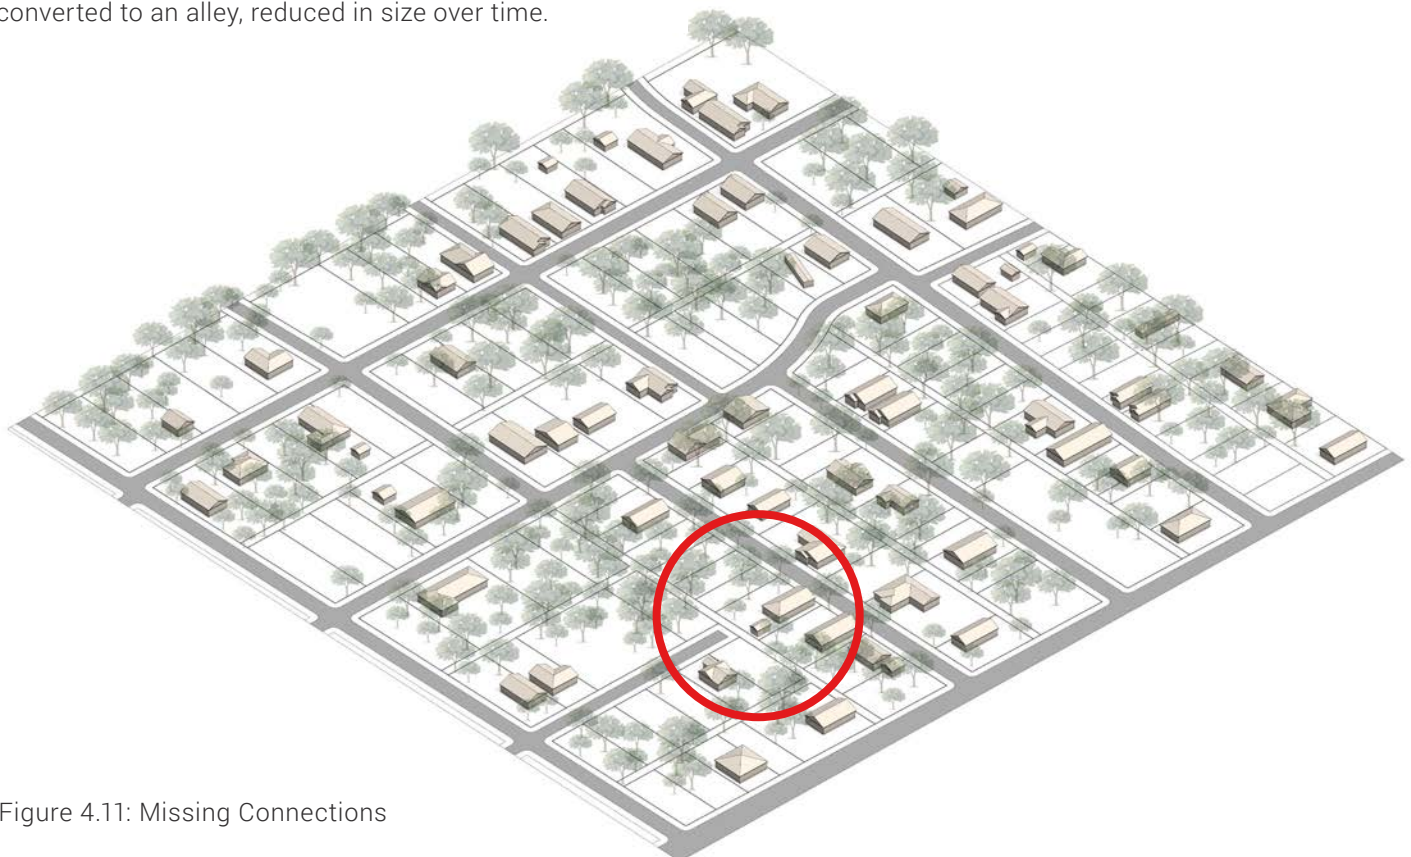 converted to an alley, reduced in size over time.
Figure 4.11: Missing Connections